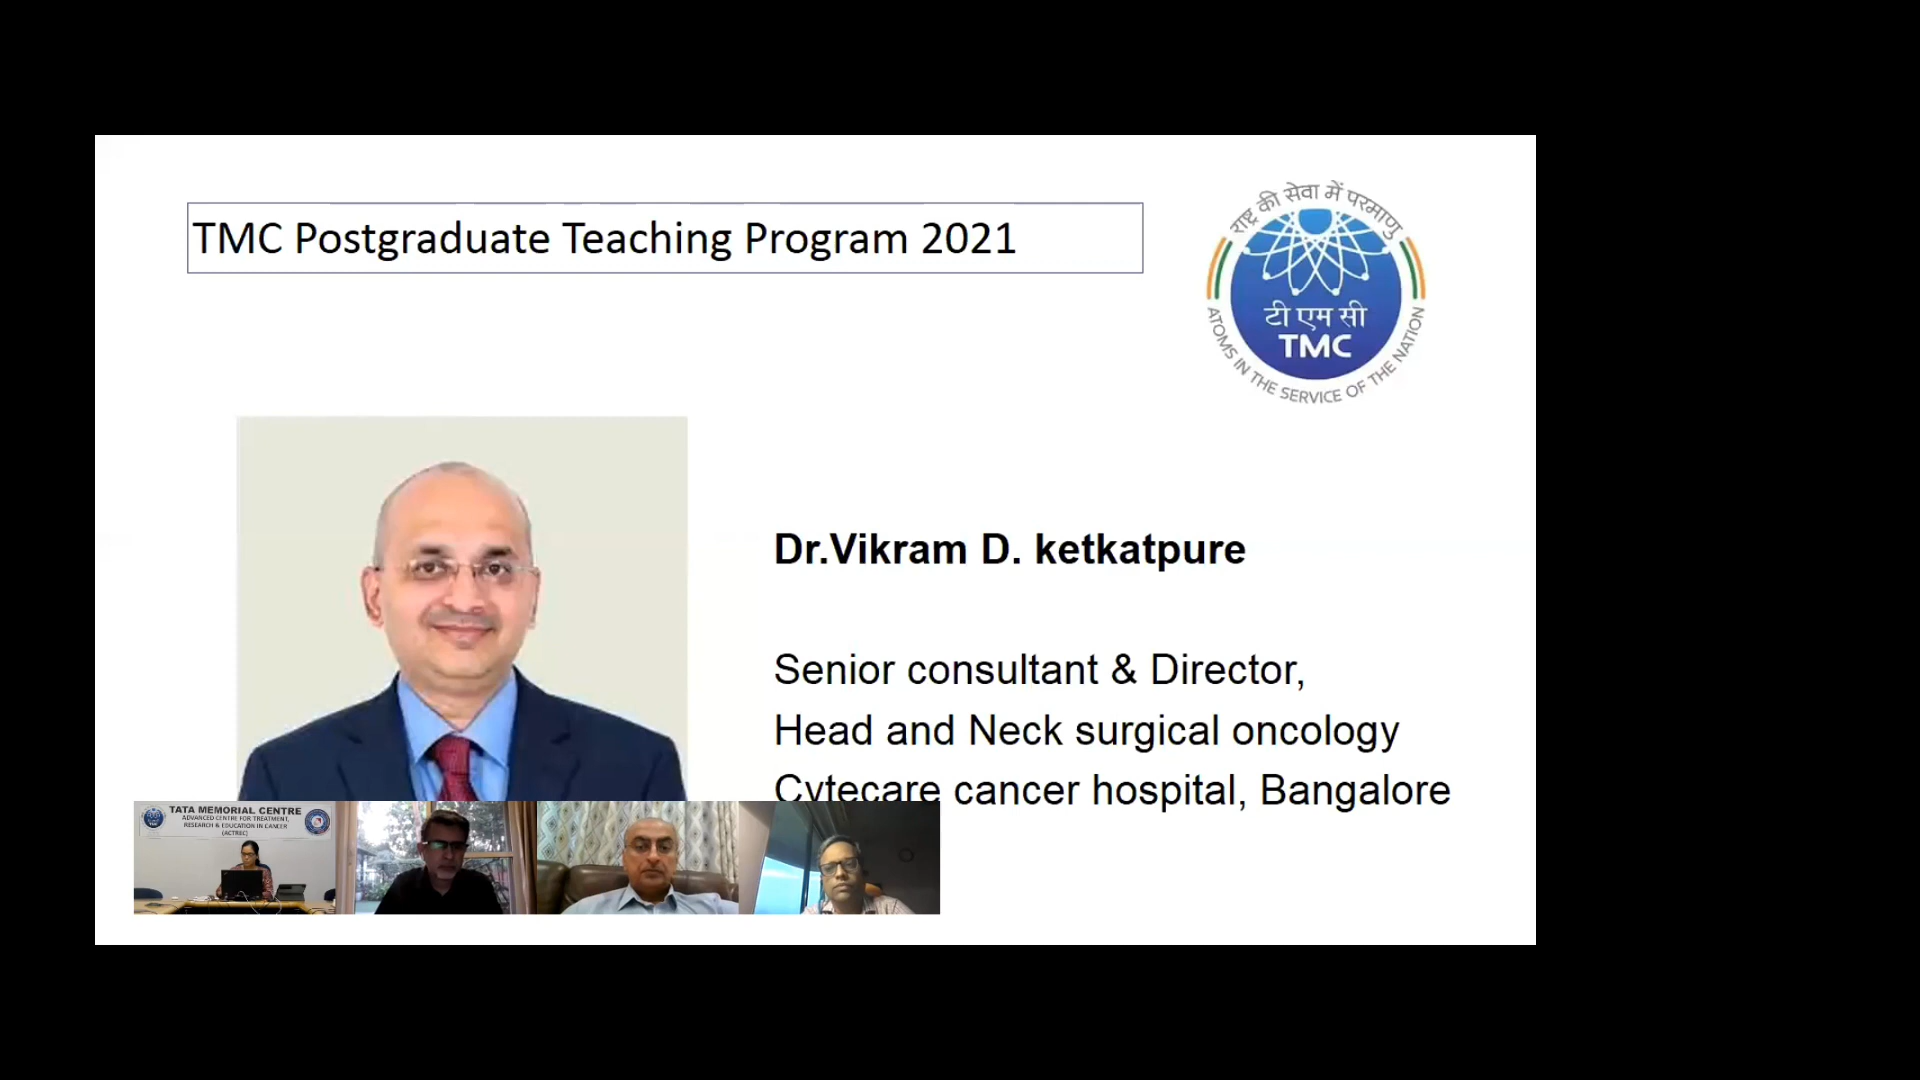 TMC Postgraduate Teaching Program 2021
राष्ट्र की सेवा में परमाणु
टी एम सी
TMC
ATOMS IN THE SERVICE OF THE NATION
Dr.Vikram D. ketkatpure
Senior consultant & Director,
Head and Neck surgical oncology
Cytecare cancer hospital, Bangalore
TATA MEMORIAL CENTRE
ADVANCED CENTRE FOR TREATMENT,
RESEARCH & EDUCATION IN CANCER
(ACTREC)